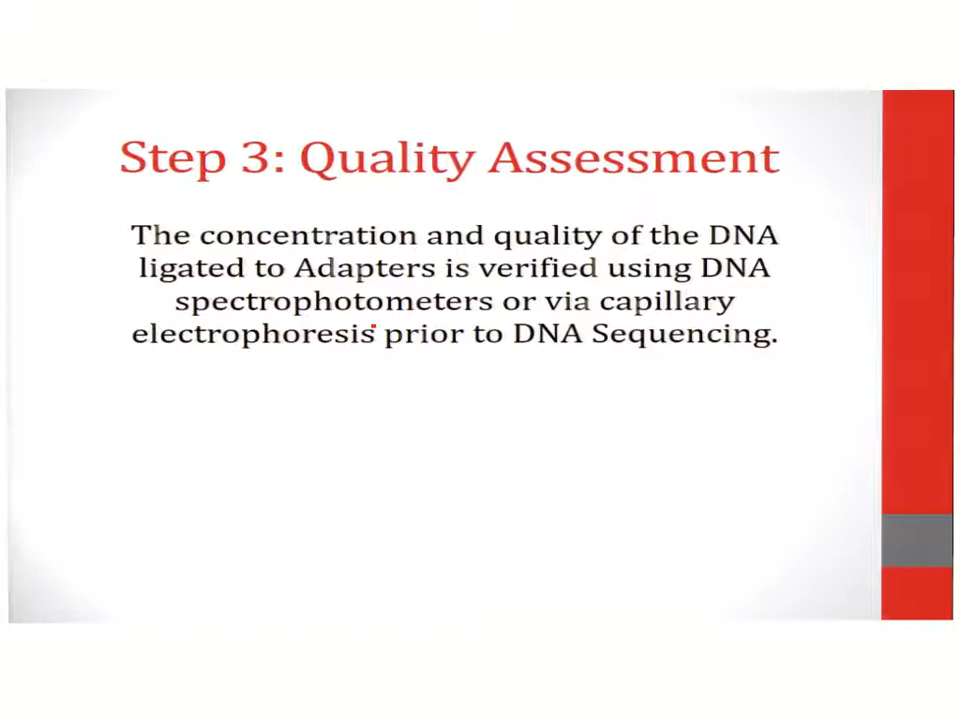 Step 3: Quality Assessment
The concentration and quality of the DNA
ligated to Adapters is verified using DNA
spectrophotometers or via capillary
electrophoresis prior to DNA Sequencing.